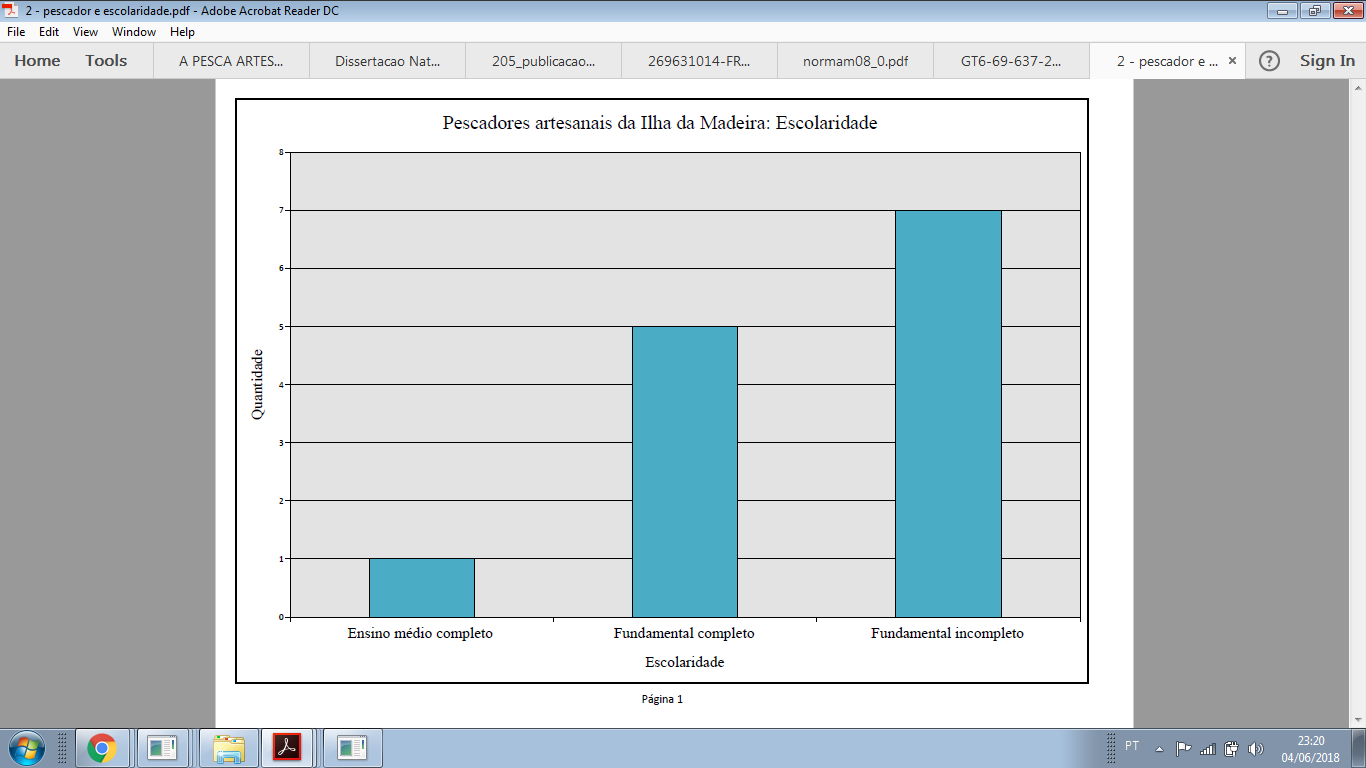 2 - pescador e escolaridade.pdf - Adobe Acrobat Reader DC
File Edit View Window Help
Home Tools A PESCA ARTES... Dissertacao Nat... 205_publicacao... 269631014-FR... normam08_0.pdf GT6-69-637-2... 2 - pescador e ... × ? Sign In
Pescadores artesanais da Ilha da Madeira: Escolaridade
8
7
6
5
4
3
2
1
0
Quantidade
Ensino médio completo Fundamental completo Fundamental incompleto
Escolaridade
Página 1
PT 23:20
04/06/2018